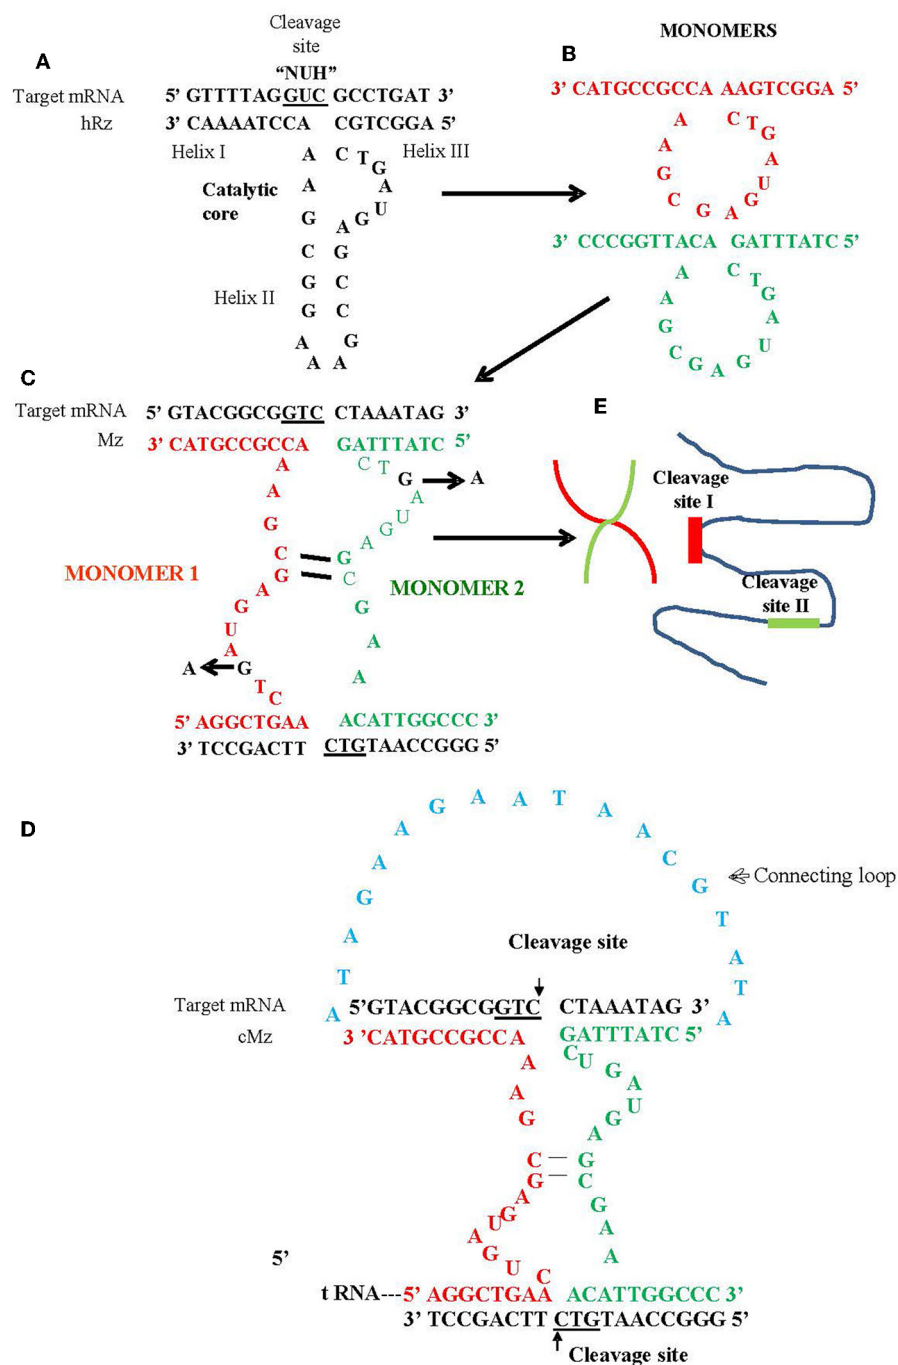 Cleavage
site
"NUH"
A
Target mRNA 5' GTTTTAGGUC GCCTGAT 3'
hRz 3' CAAAATCCA CGTCGGA 5'
Helix I
Helix III
A C T G
A A
G U
C G
G A
G G
A C
A C
G
A
Catalytic
core
Helix II
MONOMERS
B
3' CATGCCGCCA AAGTCGGA 5'
A C T G
A A
G U
C G
G A
3' CCCGGTTACA GATTTATC 5'
A C T G
A A
G U
C G A G
C
Target mRNA 5' GTACGGCGGTC CTAAATAG 3'
Mz 3' CATGCCGCCA GATTTATC 5'
A C T
A G A
G A
C U
G G
A A
G G
U C
A G
A G A
T A
C
MONOMER 1
MONOMER 2
5' AGGCTGAA ACATTGGCCC 3'
3' TCCGACTT CTGTAACCGGG 5'
E
Cleavage
site I
Cleavage
site II
D
A T A G A A G A A T A A C G T A T A
Connecting loop
Cleavage site
Target mRNA 5'GTACGGCGGTC CTAAATAG 3'
cMz 3 'CATGCCGCCA GATTTATC 5'
A C U G
A A
G U
C G
G A
A G
G C
U G
A A
G A
U
C
5'
t RNA---5' AGGCTGAA ACATTGGCCC 3'
3' TCCGACTT CTGTAACCGGG 5'
Cleavage site